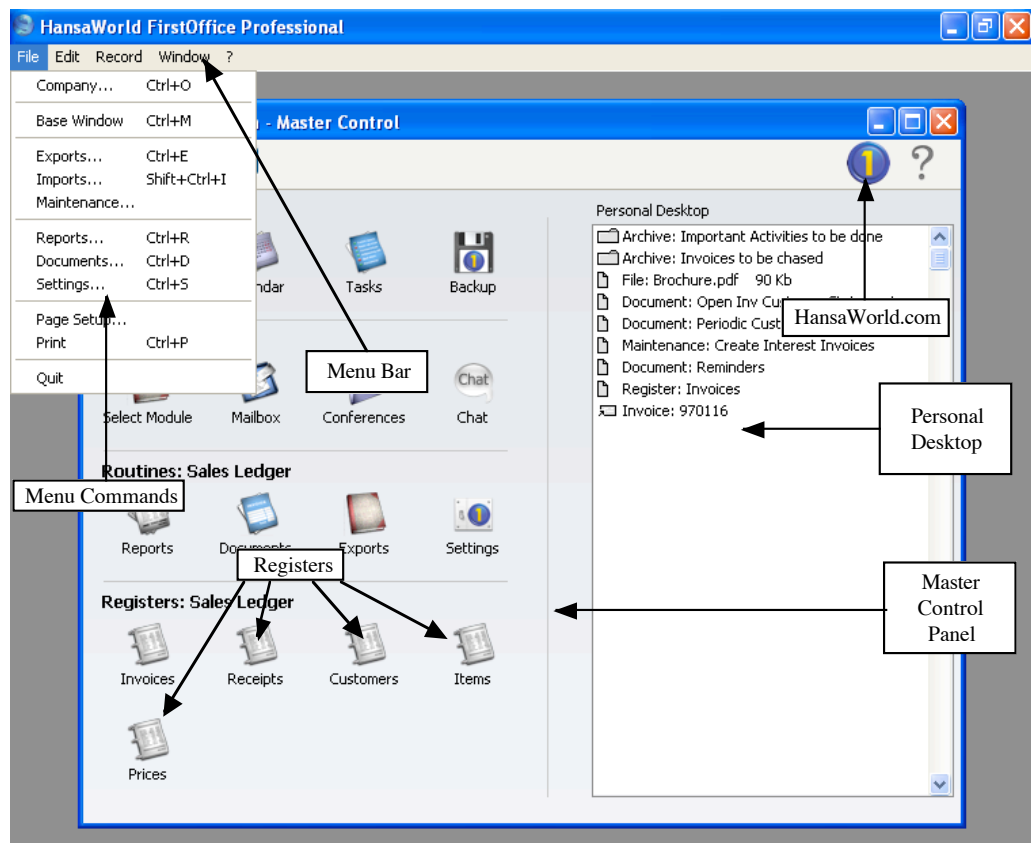 HansaWorld FirstOffice Professional
File Edit Record Window ?
Company... Ctrl+O
Base Window Ctrl+M
Exports... Ctrl+E
Imports... Shift+Ctrl+I
Maintenance...
Reports... Ctrl+R
Documents... Ctrl+D
Settings... Ctrl+S
Page Setup...
Print Ctrl+P
Quit
- Master Control
Tasks
Backup
Select Module
Mailbox
Conferences
Chat
Chat
Routines: Sales Ledger
Reports
Documents
Exports
Settings
Registers: Sales Ledger
Invoices
Receipts
Customers
Items
Prices
1
?
Personal Desktop
Archive: Important Activities to be done
Archive: Invoices to be chased
File: Brochure.pdf 90 Kb
Document: Open Inv
Document: Periodic
Maintenance: Create Interest Invoices
Document: Reminders
Register: Invoices
Invoice: 970116
Menu Bar
Menu Commands
Registers
HansaWorld.com
Personal
Desktop
Master
Control
Panel